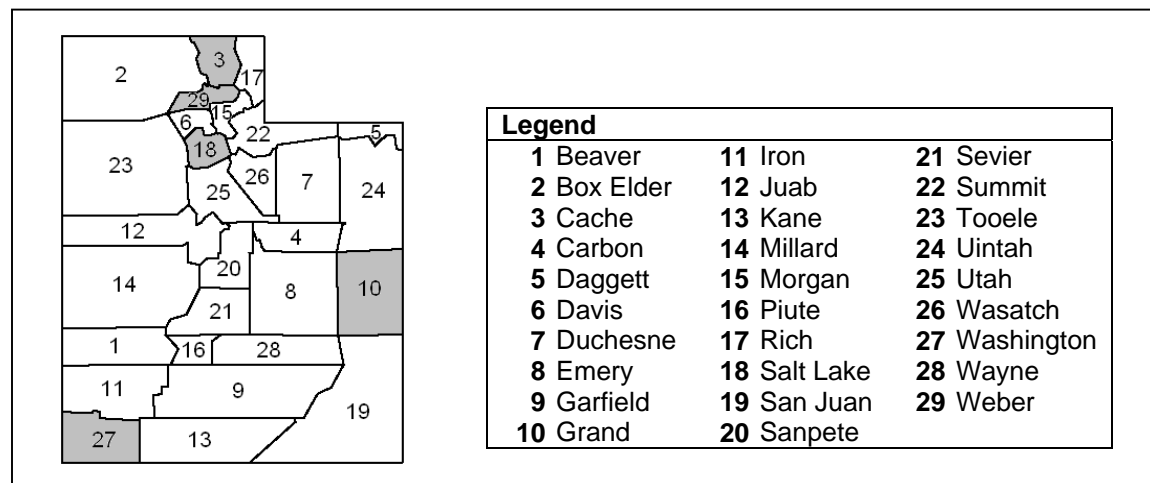 3
2
17
29
15
6
22
5
18
23
26
7
24
25
12
4
20
14
8
10
21
1
16
28
11
9
19
27
13
Legend
1 Beaver 11 Iron 21 Sevier
2 Box Elder 12 Juab 22 Summit
3 Cache 13 Kane 23 Tooele
4 Carbon 14 Millard 24 Uintah
5 Daggett 15 Morgan 25 Utah
6 Davis 16 Piute 26 Wasatch
7 Duchesne 17 Rich 27 Washington
8 Emery 18 Salt Lake 28 Wayne
9 Garfield 19 San Juan 29 Weber
10 Grand 20 Sanpete